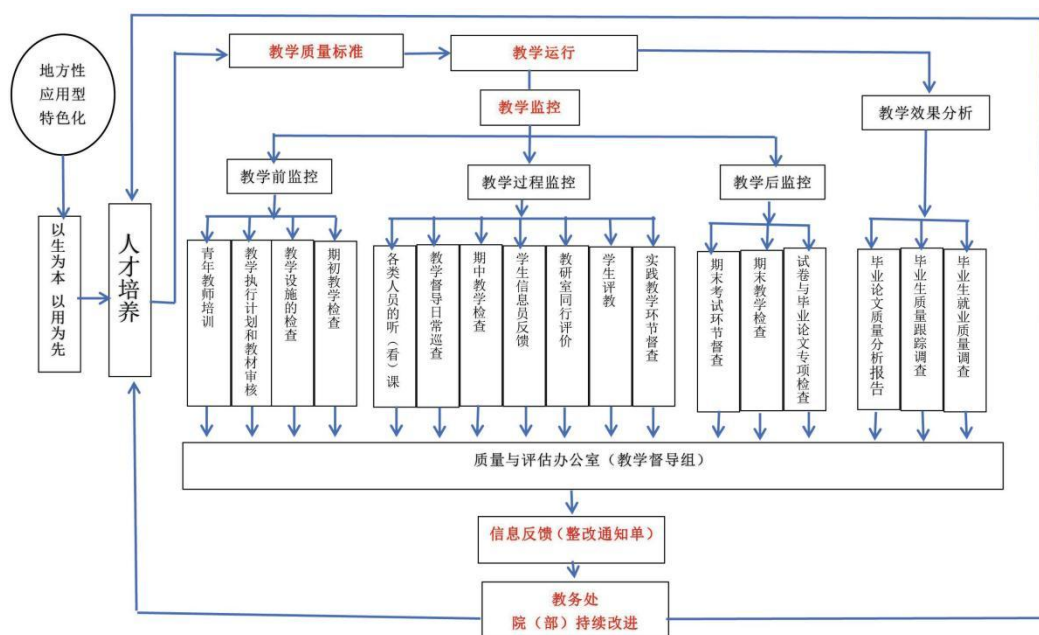 教学质量标准
教学运行
地方性
应用型
特色化
教学监控
教学效果分析
教学前监控
教学过程监控
教学后监控
以生为本 以用为先
人才培养
青年教师培训
教学执行计划和教材审核
教学设施的检查
期初教学检查
各类人员的听（看）课
教学督导日常巡查
期中教学检查
学生信息员反馈
教研室同行评价
学生评教
实践教学环节督查
期末考试环节督查
期末教学检查
试卷与毕业论文专项检查
毕业论文质量分析报告
毕业生质量跟踪调查
毕业生就业质量调查
质量与评估办公室（教学督导组）
信息反馈（整改通知单）
教务处
院（部）持续改进